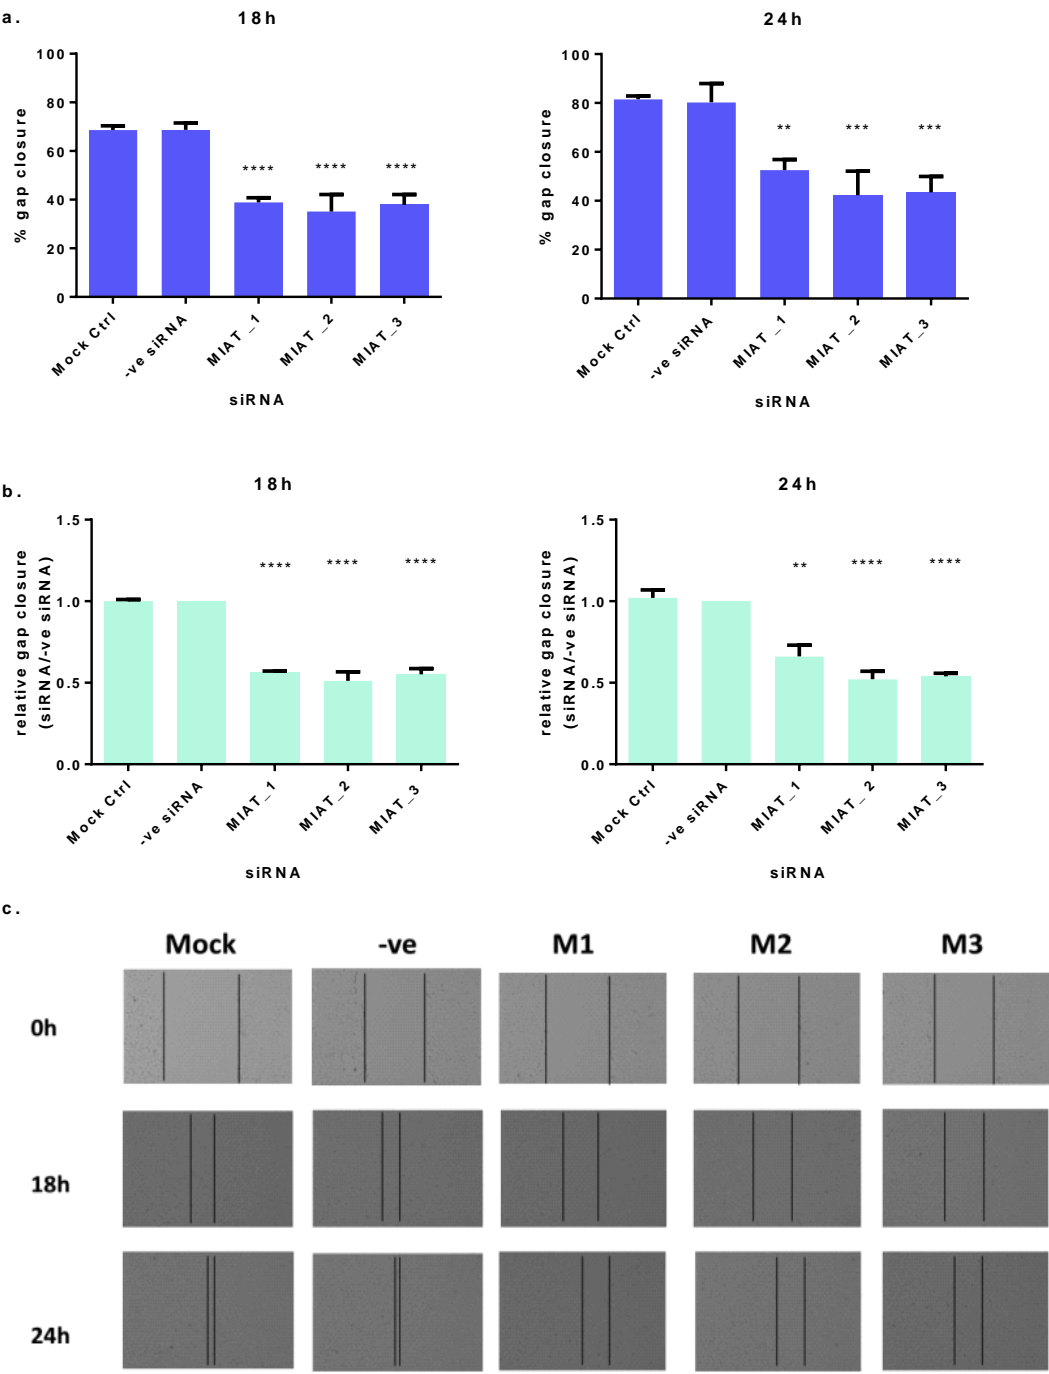 a.
18h
100
80
60
40
20
0
% gap closure
**** **** ****
Mock Ctrl
-ve siRNA
MIAT_1
MIAT_2
MIAT_3
siRNA
24h
100
80
60
40
20
0
% gap closure
** *** ***
Mock Ctrl
-ve siRNA
MIAT_1
MIAT_2
MIAT_3
siRNA
b.
18h
1.5
1.0
0.5
0.0
relative gap closure
(siRNA/-ve siRNA)
**** **** ****
Mock Ctrl
-ve siRNA
MIAT_1
MIAT_2
MIAT_3
siRNA
24h
1.5
1.0
0.5
0.0
relative gap closure
(siRNA/-ve siRNA)
** **** ****
Mock Ctrl
-ve siRNA
MIAT_1
MIAT_2
MIAT_3
siRNA
c.
Mock -ve M1 M2 M3
0h
18h
24h